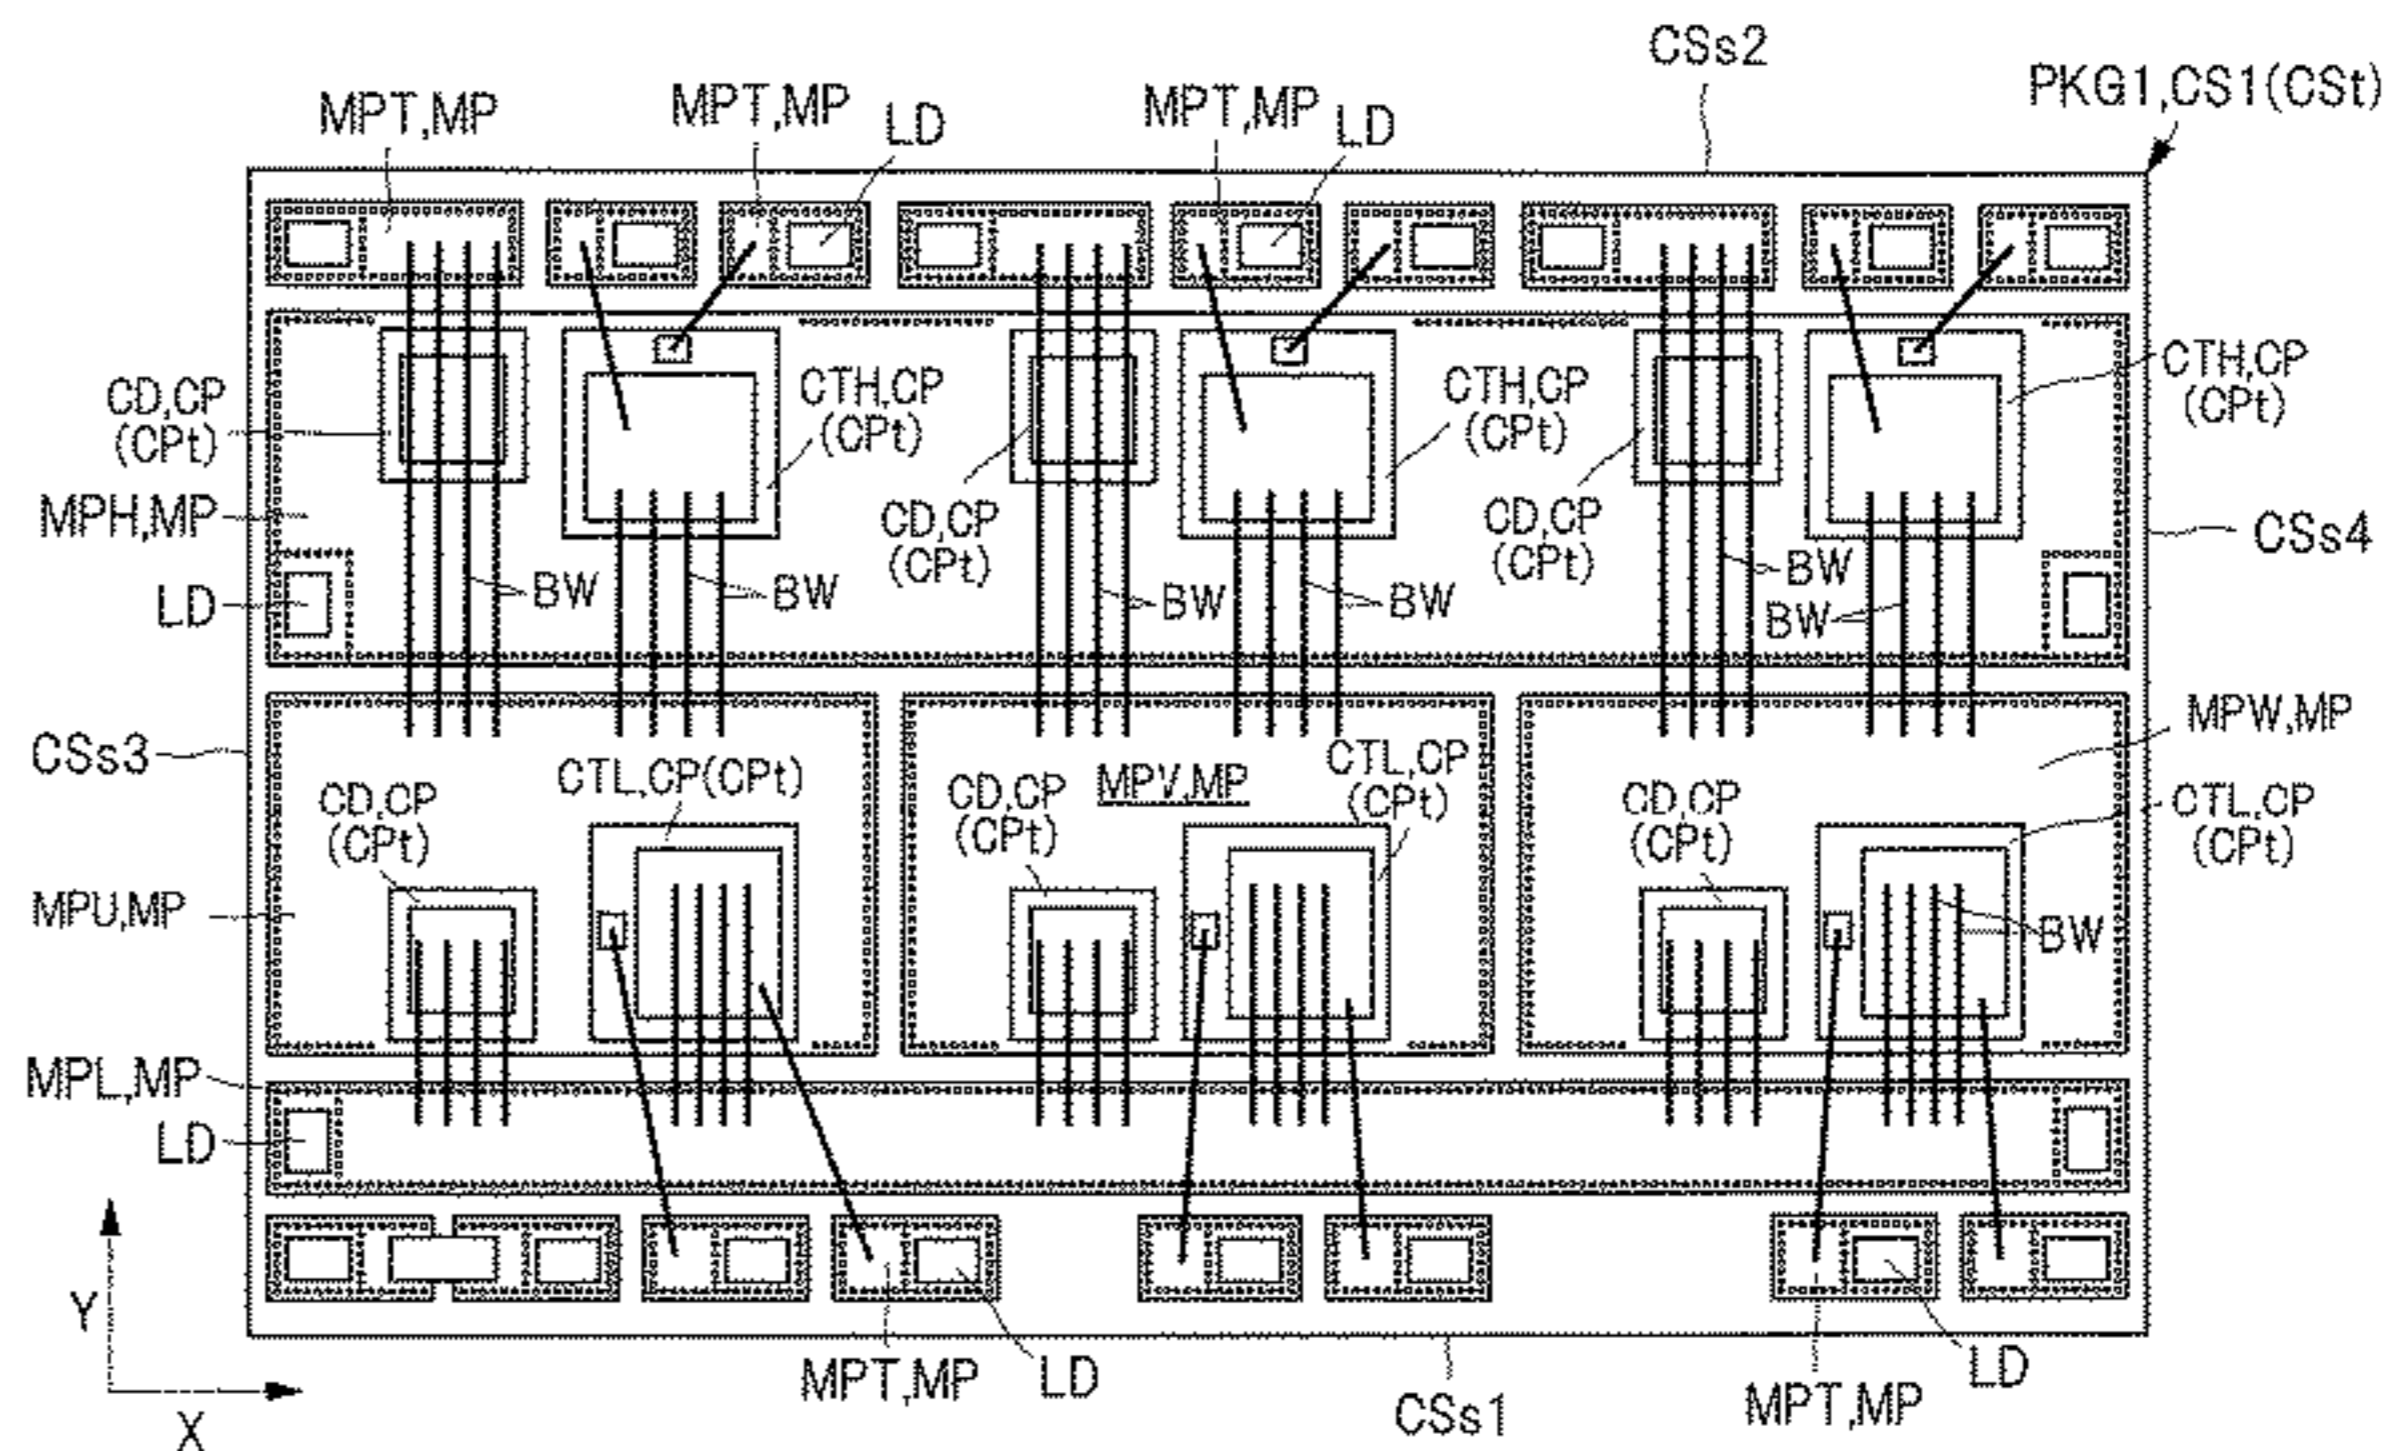 CSs2
PKG1,CS1(CSt)
MPT,MP
MPT,MP
LD
MPT,MP
LD
CD,CP
(CPt)
CTH,CP
(CPt)
CTH,CP
(CPt)
CTH,CP
(CPt)
MPH,MP
CD,CP
(CPt)
CD,CP
(CPt)
CSs4
LD
BW
BW
BW
BW
BW
BW
CSs3
CTL,CP(CPt)
MPV,MP
CTL,CP
(CPt)
MPW,MP
CD,CP
(CPt)
CD,CP
(CPt)
CD,CP
(CPt)
CTL,CP
(CPt)
MPU,MP
BW
MPL,MP
LD
Y
X
MPT,MP
LD
CSs1
MPT,MP
LD